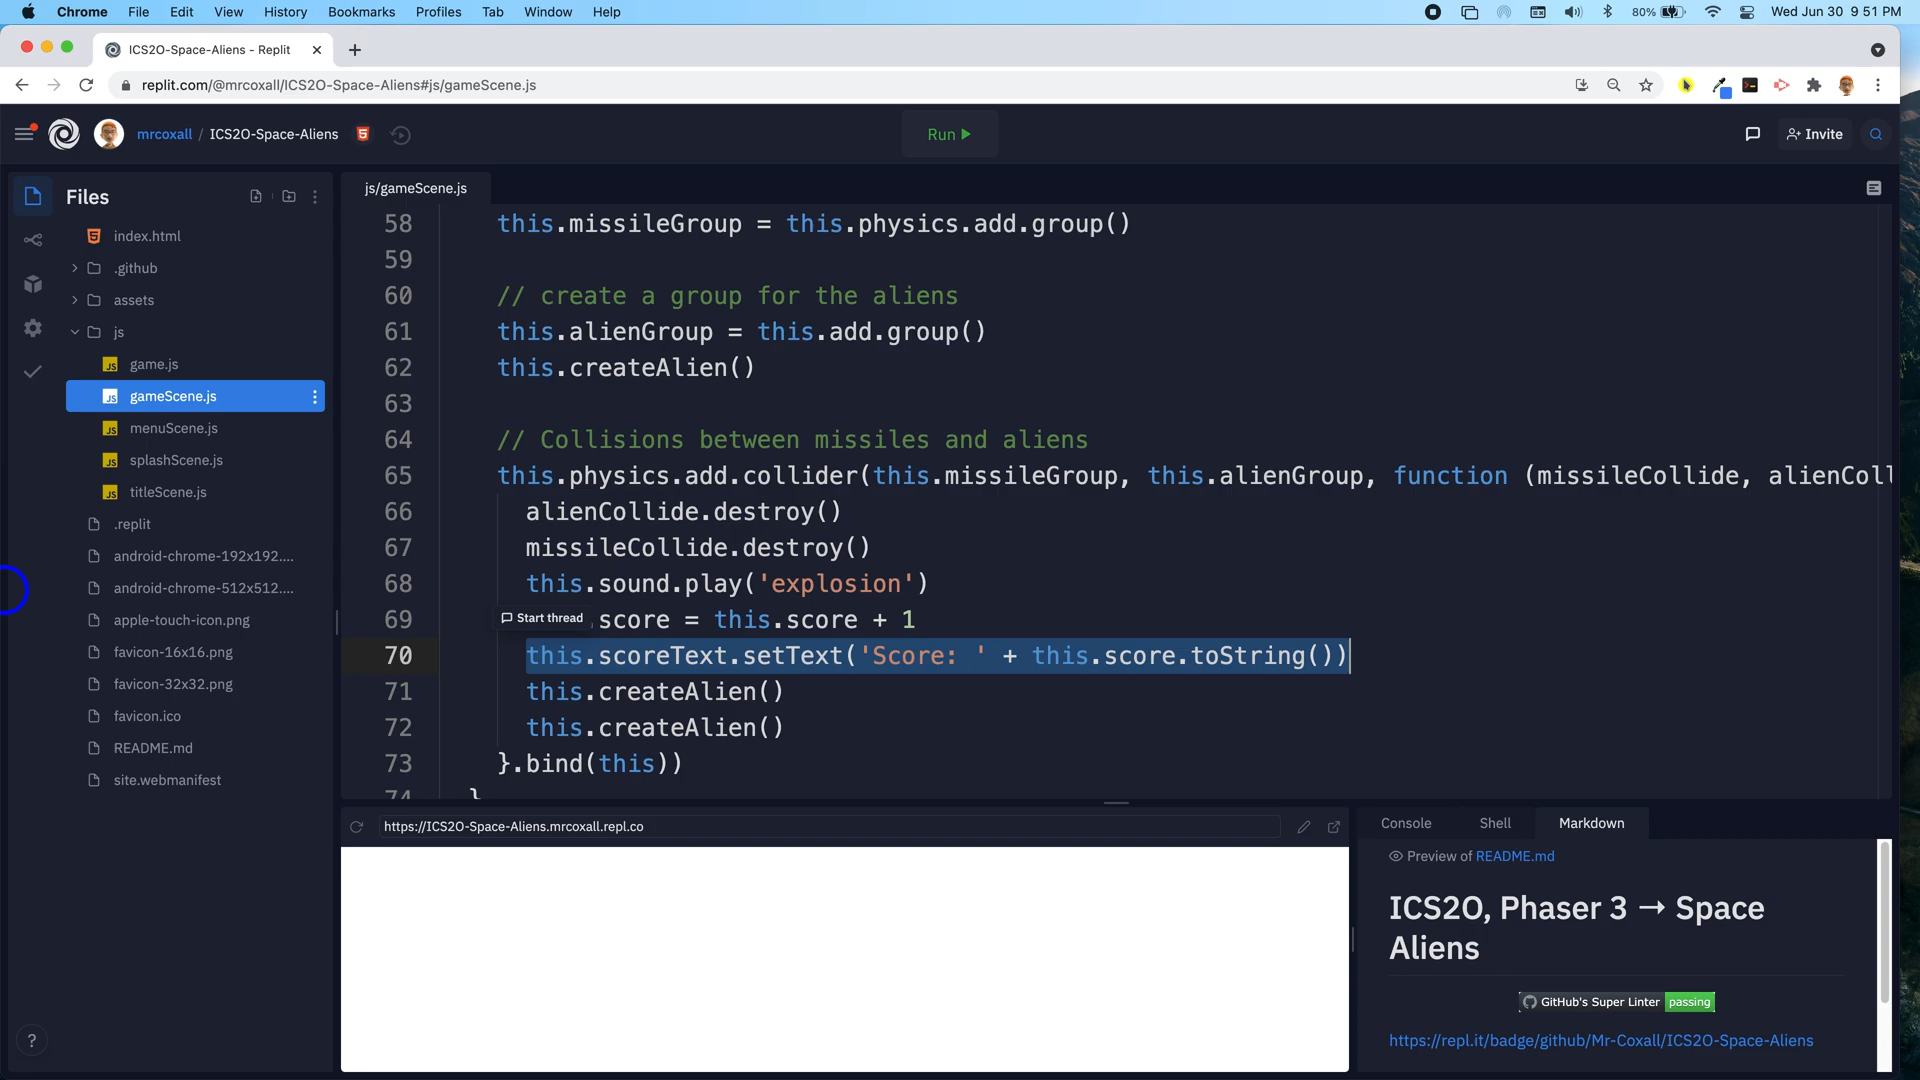 Chrome File Edit View History Bookmarks Profiles Tab Window Help 80% Wed Jun 30 9:51 PM
ICS2O-Space-Aliens - Replit
replit.com/@mrcoxall/ICS2O-Space-Aliens#js/gameScene.js
mrcoxall / ICS2O-Space-Aliens Run Invite
Files
index.html
.github
assets
js
game.js
gameScene.js
menuScene.js
splashScene.js
titleScene.js
.replit
android-chrome-192x192....
android-chrome-512x512....
apple-touch-icon.png
favicon-16x16.png
favicon-32x32.png
favicon.ico
README.md
site.webmanifest
?
js/gameScene.js
58 this.missileGroup = this.physics.add.group()
59
60 // create a group for the aliens
61 this.alienGroup = this.add.group()
62 this.createAlien()
63
64 // Collisions between missiles and aliens
65 this.physics.add.collider(this.missileGroup, this.alienGroup, function (missileCollide, alienColl
66 alienCollide.destroy()
67 missileCollide.destroy()
68 this.sound.play('explosion')
69 Start thread .score = this.score + 1
70 this.scoreText.setText('Score: ' + this.score.toString())
71 this.createAlien()
72 this.createAlien()
73 }.bind(this))
74 }
https://ICS2O-Space-Aliens.mrcoxall.repl.co
Console Shell Markdown
Preview of README.md
ICS2O, Phaser 3 → Space
Aliens
GitHub's Super Linter passing
https://repl.it/badge/github/Mr-Coxall/ICS2O-Space-Aliens